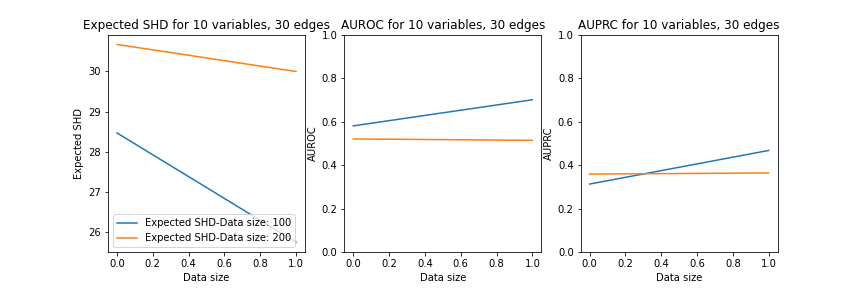 Expected SHD for 10 variables, 30 edges
30
29
28
27
26
Expected SHD
0.0 0.2 0.4 0.6 0.8 1.0
Data size
Expected SHD-Data size: 100
Expected SHD-Data size: 200
AUROC for 10 variables, 30 edges
1.0
0.8
0.6
0.4
0.2
0.0
AUROC
0.0 0.2 0.4 0.6 0.8 1.0
Data size
AUPRC for 10 variables, 30 edges
1.0
0.8
0.6
0.4
0.2
0.0
AUPRC
0.0 0.2 0.4 0.6 0.8 1.0
Data size